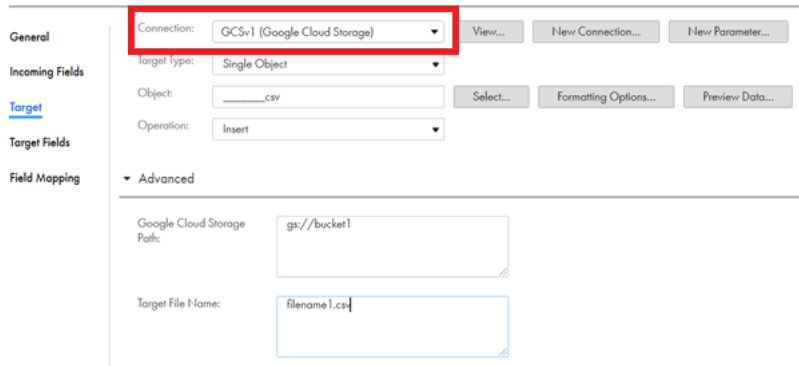 General
Incoming Fields
Target
Target Fields
Field Mapping
Connection: GCSv1 (Google Cloud Storage) View... New Connection... New Parameter...
Target Type: Single Object
Object: _______csv Select... Formatting Options... Preview Data...
Operation: Insert
Advanced
Google Cloud Storage gs://bucket1
Path:
Target File Name: filename1.csv